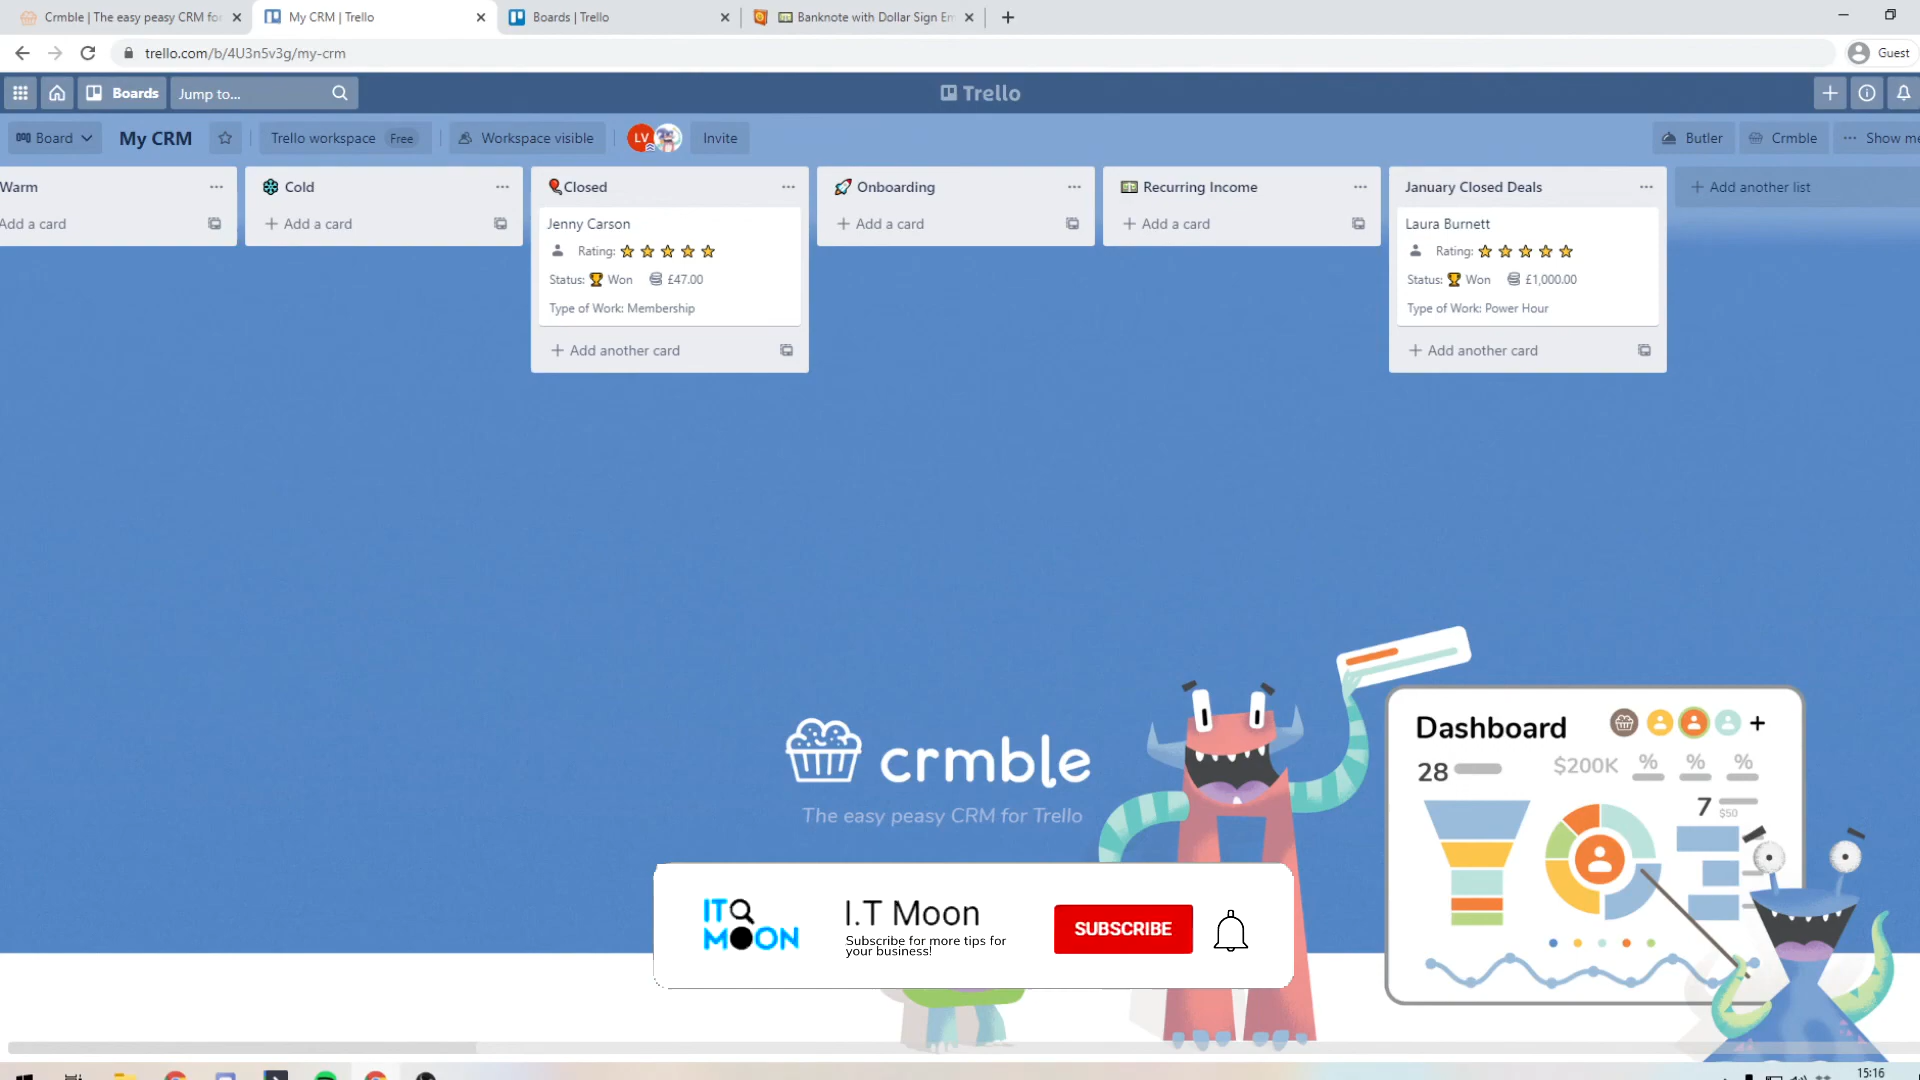 Crmble | The easy peasy CRM for
My CRM | Trello
Boards | Trello
Banknote with Dollar Sign Em
trello.com/b/4U3n5v3g/my-crm
Guest
Boards
Jump to...
Trello
Board
My CRM
Trello workspace
Free
Workspace visible
LV
Invite
Butler
Crmble
Show me
Warm
Add a card
Cold
Add a card
Closed
Jenny Carson
Rating:
Status: Won £47.00
Type of Work: Membership
Add another card
Onboarding
Add a card
Recurring Income
Add a card
January Closed Deals
Laura Burnett
Rating:
Status: Won £1,000.00
Type of Work: Power Hour
Add another card
Add another list
crmble
The easy peasy CRM for Trello
Dashboard
28
$200K
% % %
7
$50
IT
MOON
I.T Moon
Subscribe for more tips for
your business!
SUBSCRIBE
15:16